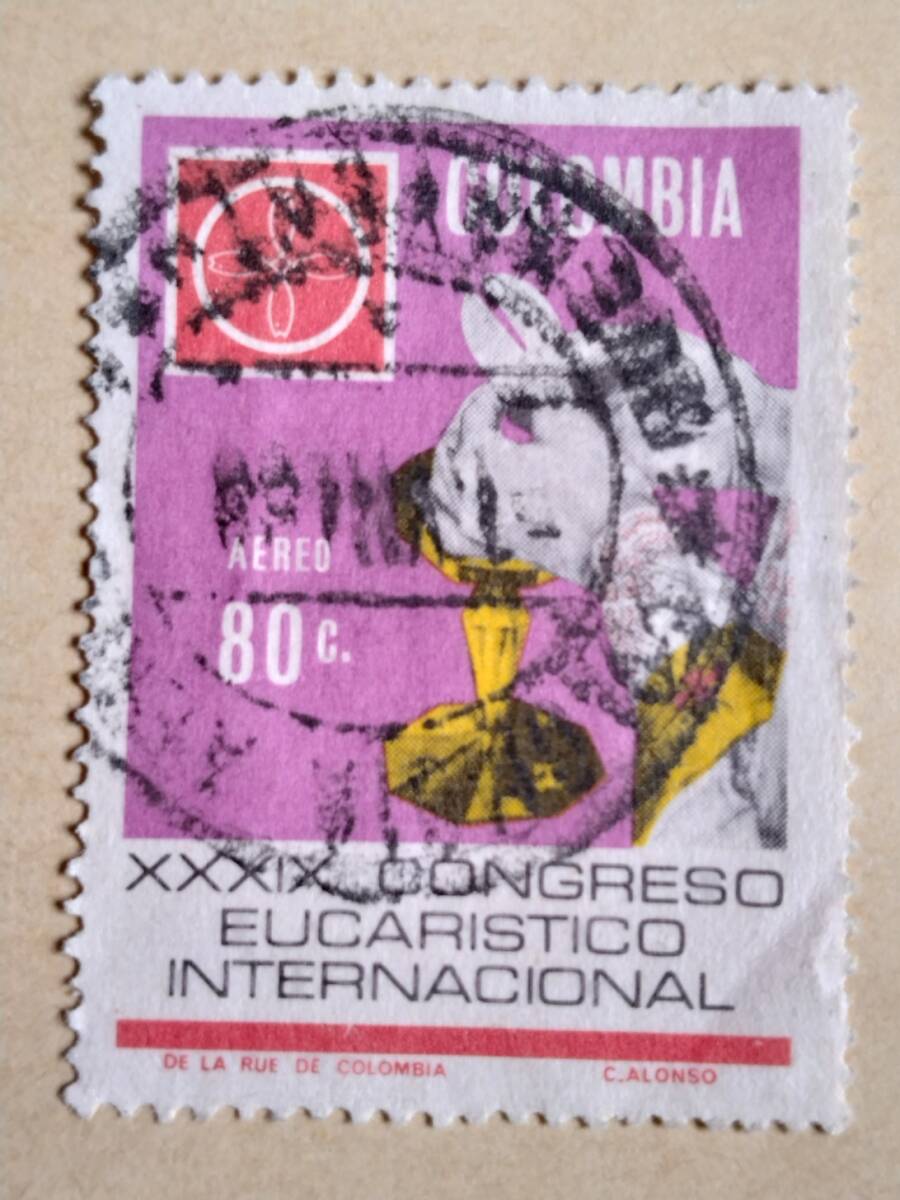 COLOMBIA
AEREO
80 c.
XXXIX CONGRESO
EUCARISTICO
INTERNACIONAL
DE LA RUE DE COLOMBIA
C.ALONSO